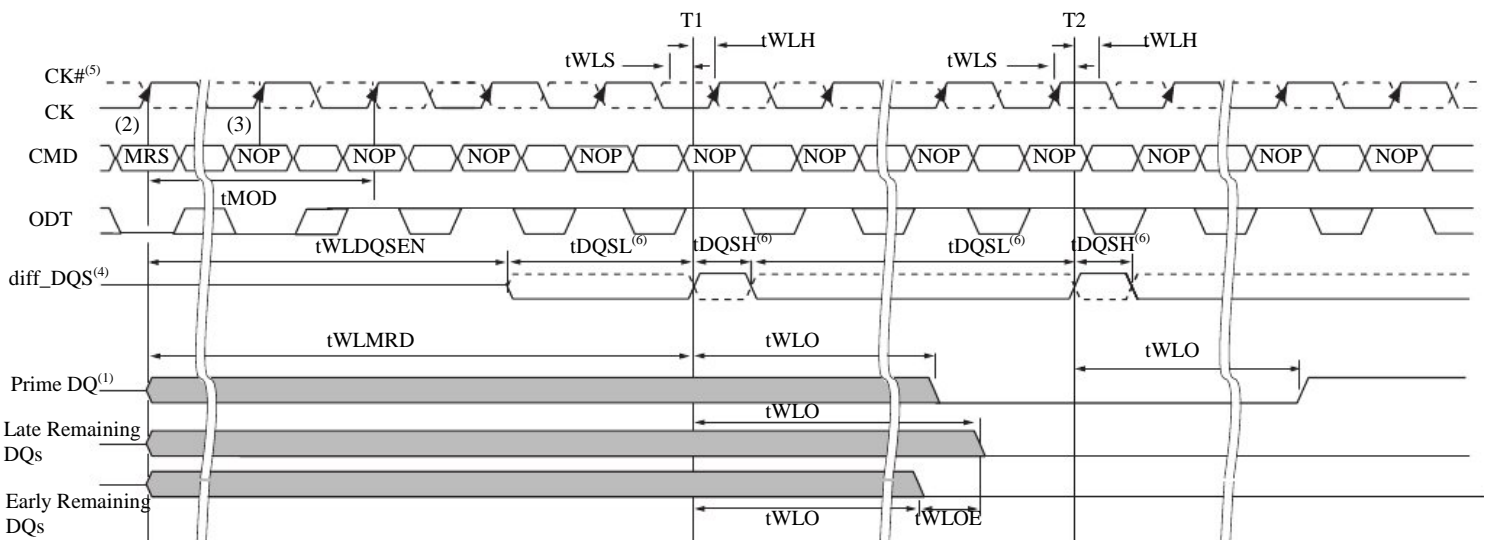 T1 T2
tWLH tWLH
tWLS tWLS
CK#(5)
CK
(2) (3)
CMD MRS NOP NOP NOP NOP NOP NOP NOP NOP NOP NOP NOP
tMOD
ODT
tWLDQSEN tDQSL(6) tDQSH(6) tDQSL(6) tDQSH(6)
diff_DQS(4)
tWLMRD tWLO
tWLO
Prime DQ(1)
tWLO
Late Remaining
DQs
Early Remaining
DQs
tWLO tWLOE